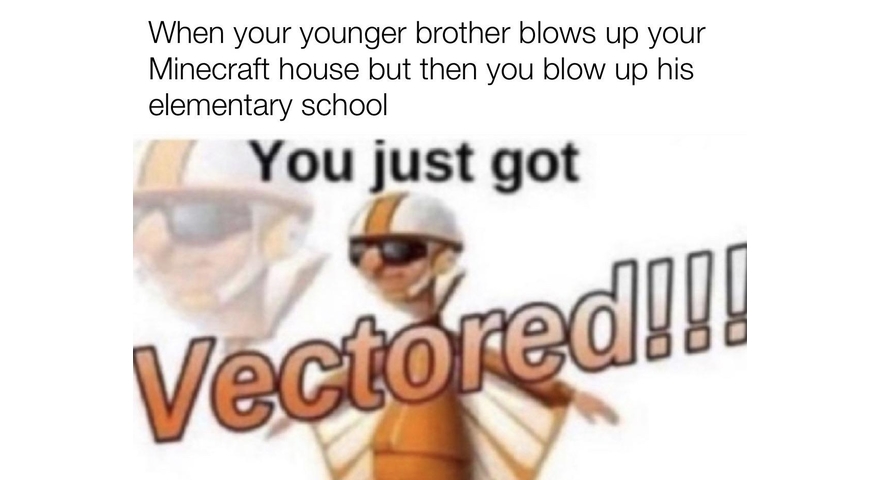 When your younger brother blows up your
Minecraft house but then you blow up his
elementary school
You just got
Vectored!!!